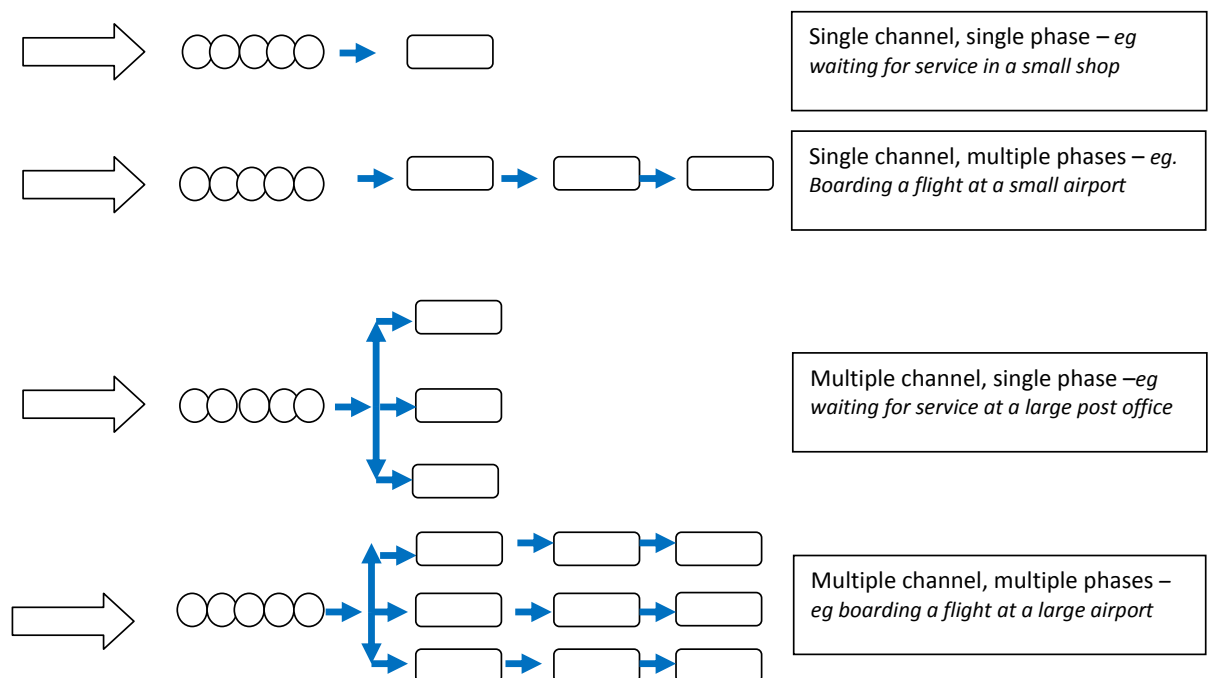 Single channel, single phase – eg
waiting for service in a small shop
Single channel, multiple phases – eg.
Boarding a flight at a small airport
Multiple channel, single phase –eg
waiting for service at a large post office
Multiple channel, multiple phases –
eg boarding a flight at a large airport